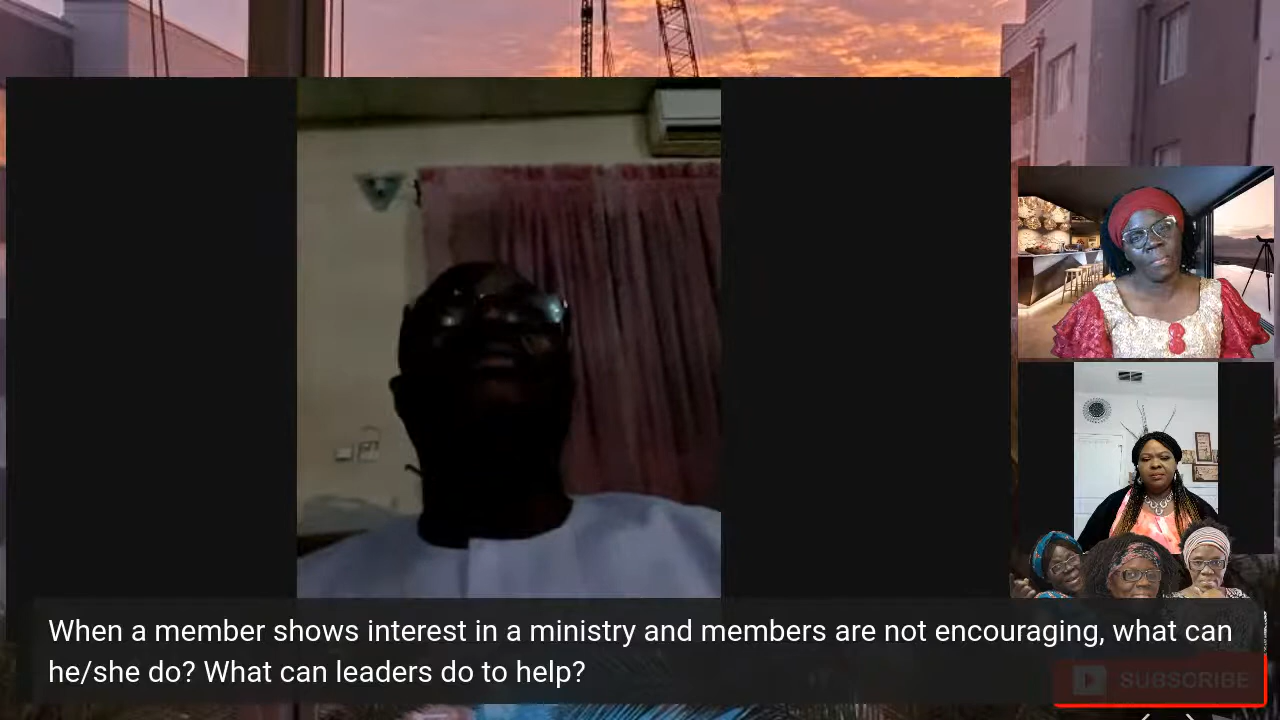 When a member shows interest in a ministry and members are not encouraging, what can
he/she do? What can leaders do to help?
SUBSCRIBE